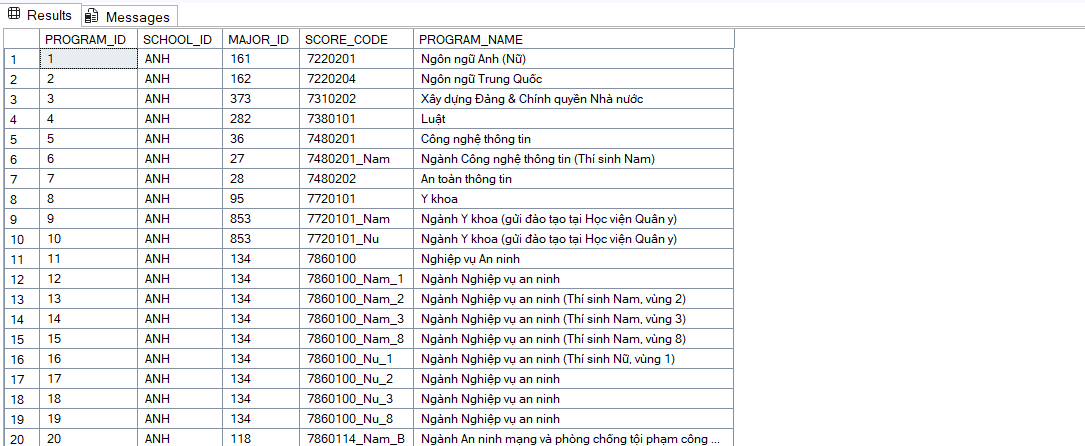 Results Messages
PROGRAM_ID SCHOOL_ID MAJOR_ID SCORE_CODE PROGRAM_NAME
1 1 ANH 161 7220201 Ngôn ngữ Anh (Nữ)
2 2 ANH 162 7220204 Ngôn ngữ Trung Quốc
3 3 ANH 373 7310202 Xây dựng Đảng & Chính quyền Nhà nước
4 4 ANH 282 7380101 Luật
5 5 ANH 36 7480201 Công nghệ thông tin
6 6 ANH 27 7480201_Nam Ngành Công nghệ thông tin (Thí sinh Nam)
7 7 ANH 28 7480202 An toàn thông tin
8 8 ANH 95 7720101 Y khoa
9 9 ANH 853 7720101_Nam Ngành Y khoa (gửi đào tạo tại Học viện Quân y)
10 10 ANH 853 7720101_Nu Ngành Y khoa (gửi đào tạo tại Học viện Quân y)
11 11 ANH 134 7860100 Nghiệp vụ An ninh
12 12 ANH 134 7860100_Nam_1 Ngành Nghiệp vụ an ninh
13 13 ANH 134 7860100_Nam_2 Ngành Nghiệp vụ an ninh (Thí sinh Nam, vùng 2)
14 14 ANH 134 7860100_Nam_3 Ngành Nghiệp vụ an ninh (Thí sinh Nam, vùng 3)
15 15 ANH 134 7860100_Nam_8 Ngành Nghiệp vụ an ninh (Thí sinh Nam, vùng 8)
16 16 ANH 134 7860100_Nu_1 Ngành Nghiệp vụ an ninh (Thí sinh Nữ, vùng 1)
17 17 ANH 134 7860100_Nu_2 Ngành Nghiệp vụ an ninh
18 18 ANH 134 7860100_Nu_3 Ngành Nghiệp vụ an ninh
19 19 ANH 134 7860100_Nu_8 Ngành Nghiệp vụ an ninh
20 20 ANH 118 7860114_Nam_B Ngành An ninh mạng và phòng chống tội phạm công ...